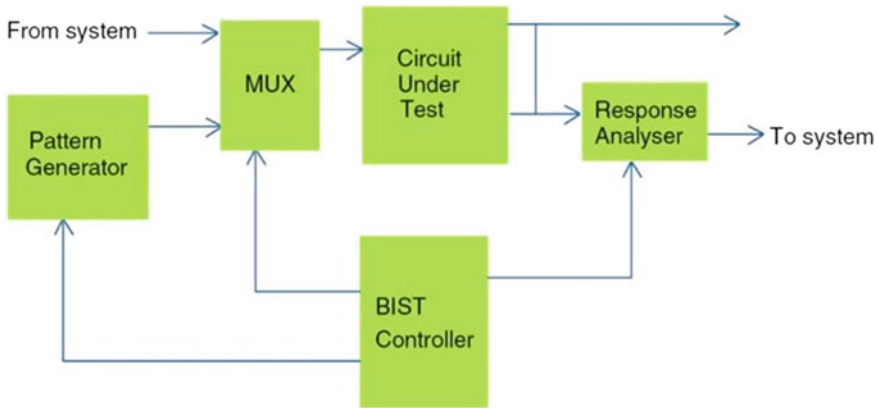 From system
MUX
Circuit
Under
Test
Pattern
Generator
Response
Analyser
To system
BIST
Controller